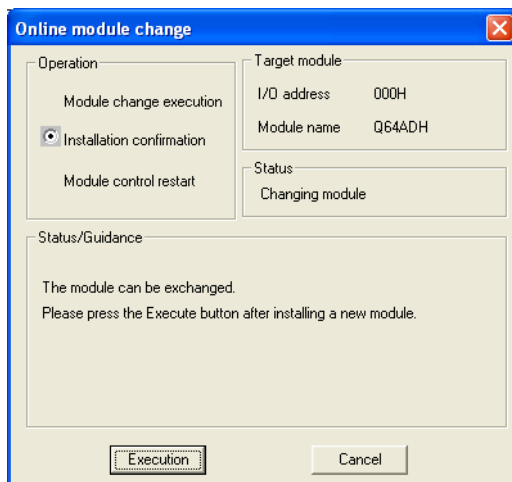 Online module change
Operation
Module change execution
Installation confirmation
Module control restart
Target module
I/O address 000H
Module name Q64ADH
Status
Changing module
Status/Guidance
The module can be exchanged.
Please press the Execute button after installing a new module.
Execution Cancel